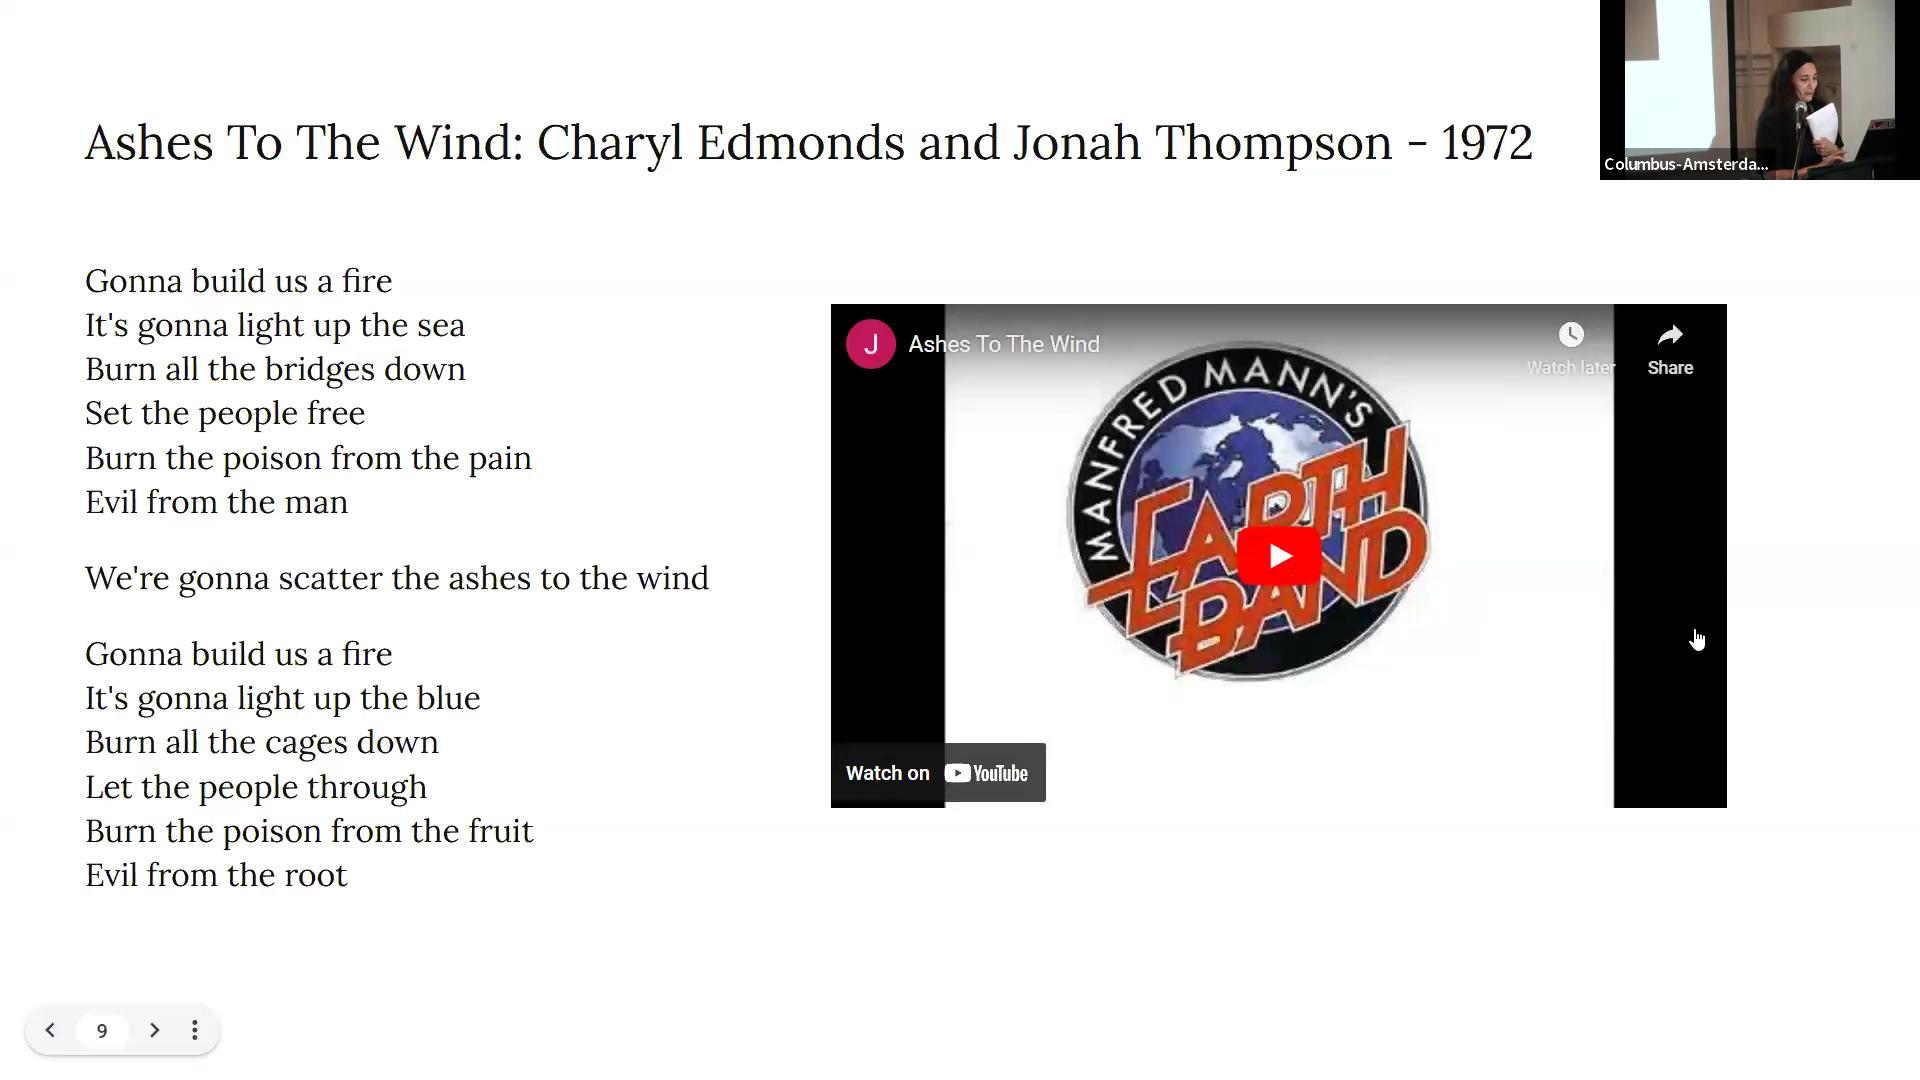 Ashes To The Wind: Charyl Edmonds and Jonah Thompson - 1972
Columbus-Amsterda...
Gonna build us a fire
It's gonna light up the sea
Burn all the bridges down
Set the people free
Burn the poison from the pain
Evil from the man
We're gonna scatter the ashes to the wind
Gonna build us a fire
It's gonna light up the blue
Burn all the cages down
Let the people through
Burn the poison from the fruit
Evil from the root
J Ashes To The Wind
Watch later
Share
MANFRED MANN'S
EARTH
BAND
Watch on YouTube
9